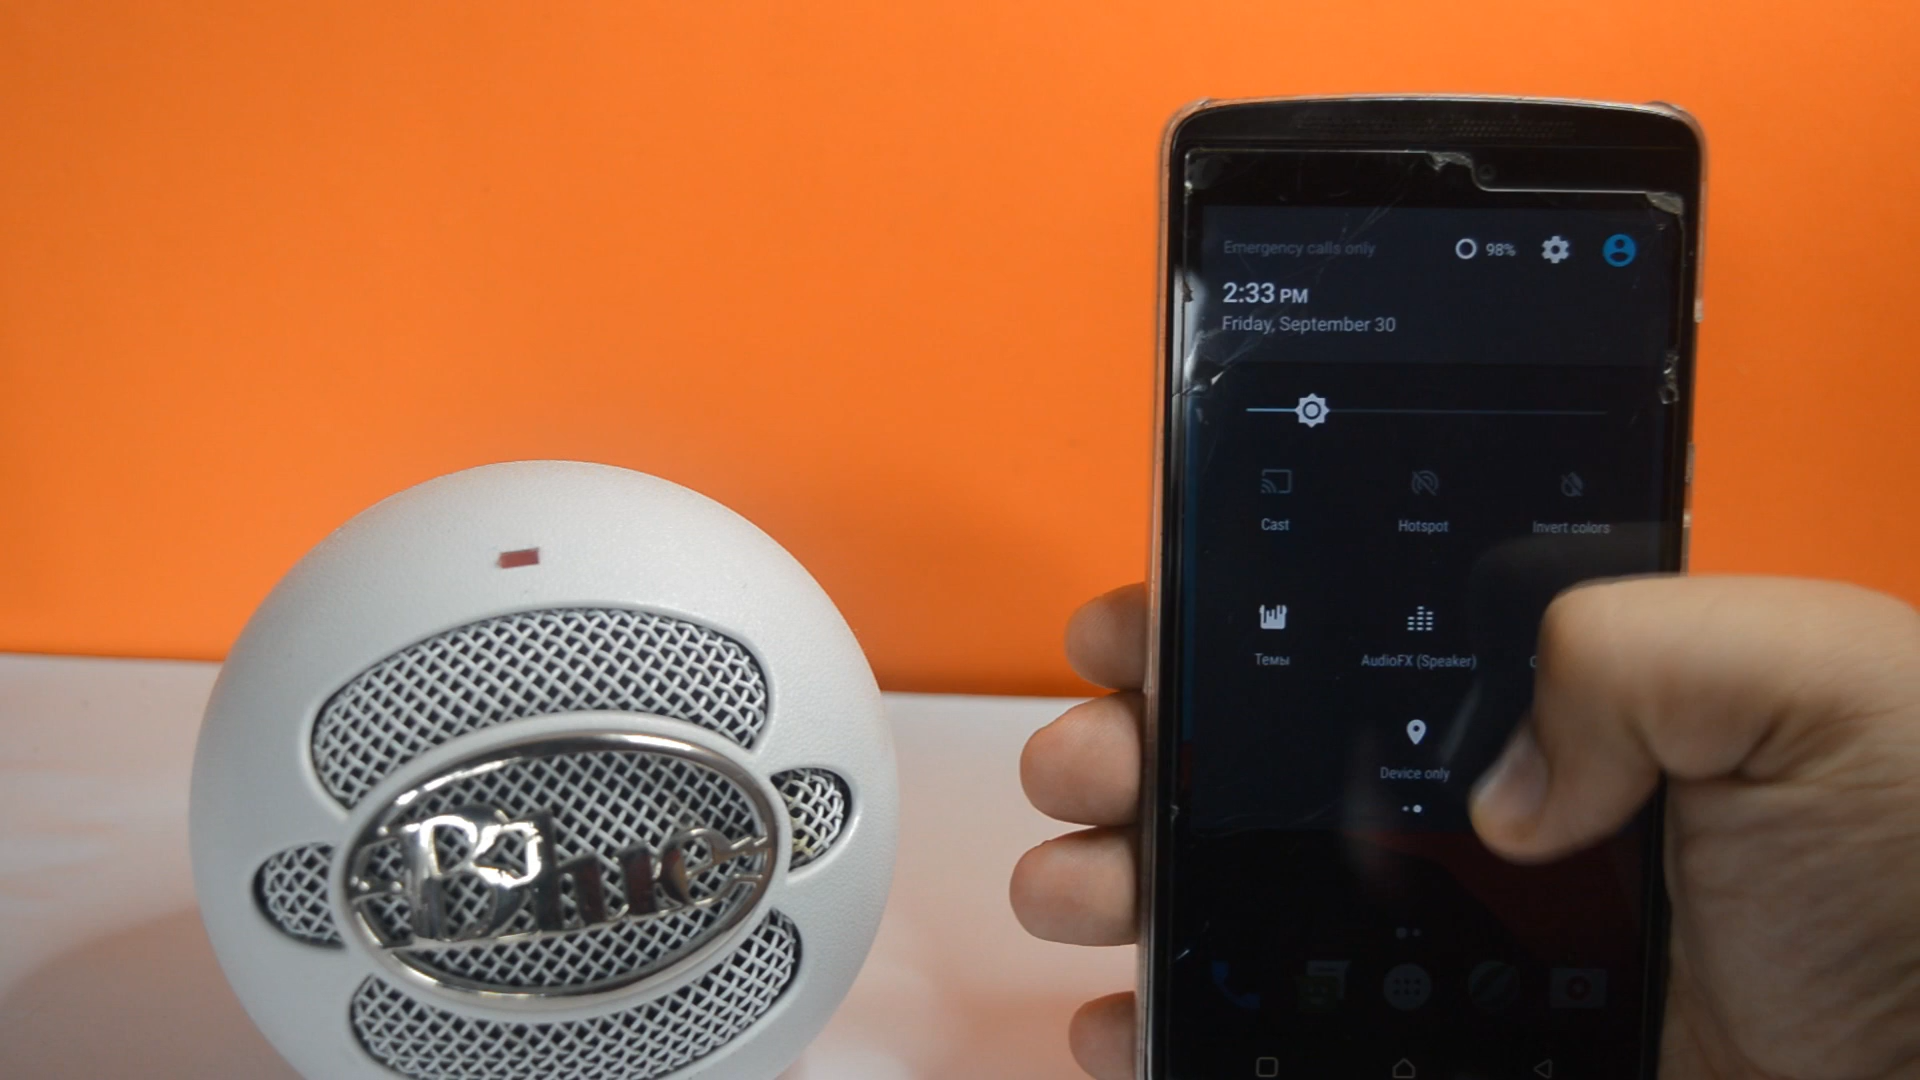 Emergency calls only
98%
2:33 PM
Friday, September 30
Cast
Hotspot
Invert colors
Темы
AudioFX (Speaker)
Device only
Blue